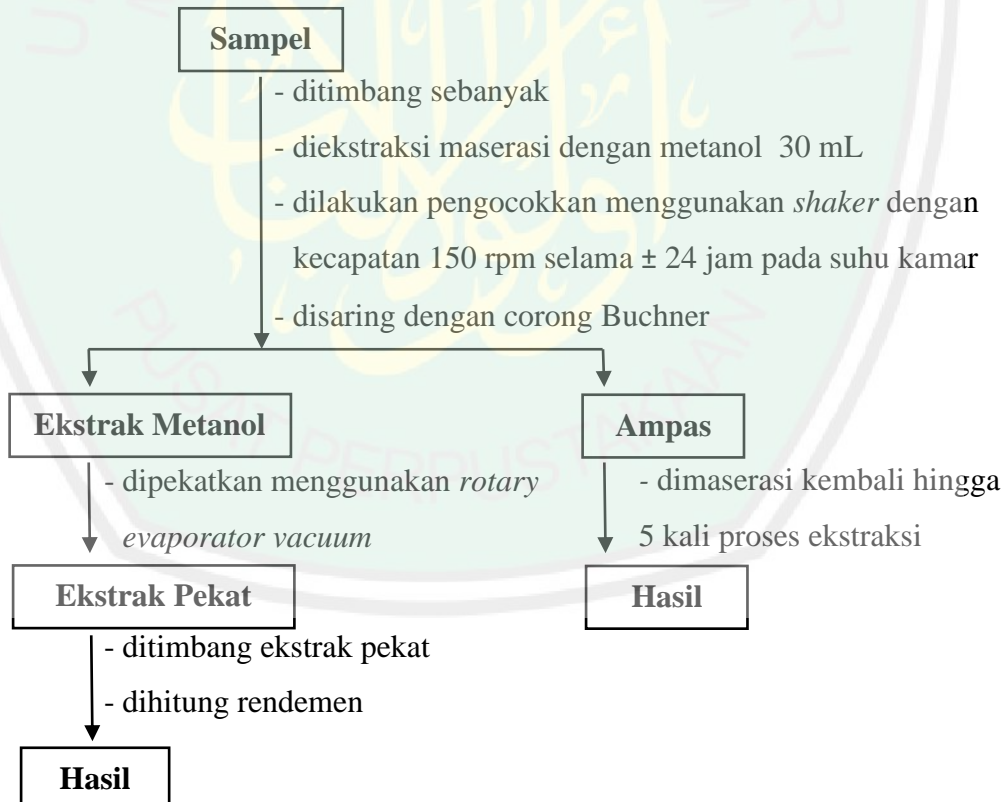 Sampel
- ditimbang sebanyak
- diekstraksi maserasi dengan metanol 30 mL
- dilakukan pengocokkan menggunakan shaker dengan
kecapatan 150 rpm selama ± 24 jam pada suhu kamar
- disaring dengan corong Buchner
Ekstrak Metanol
Ampas
- dipekatkan menggunakan rotary
evaporator vacuum
- dimaserasi kembali hingga
5 kali proses ekstraksi
Ekstrak Pekat
Hasil
- ditimbang ekstrak pekat
- dihitung rendemen
Hasil
PUSAT PERPUSTAKAAN